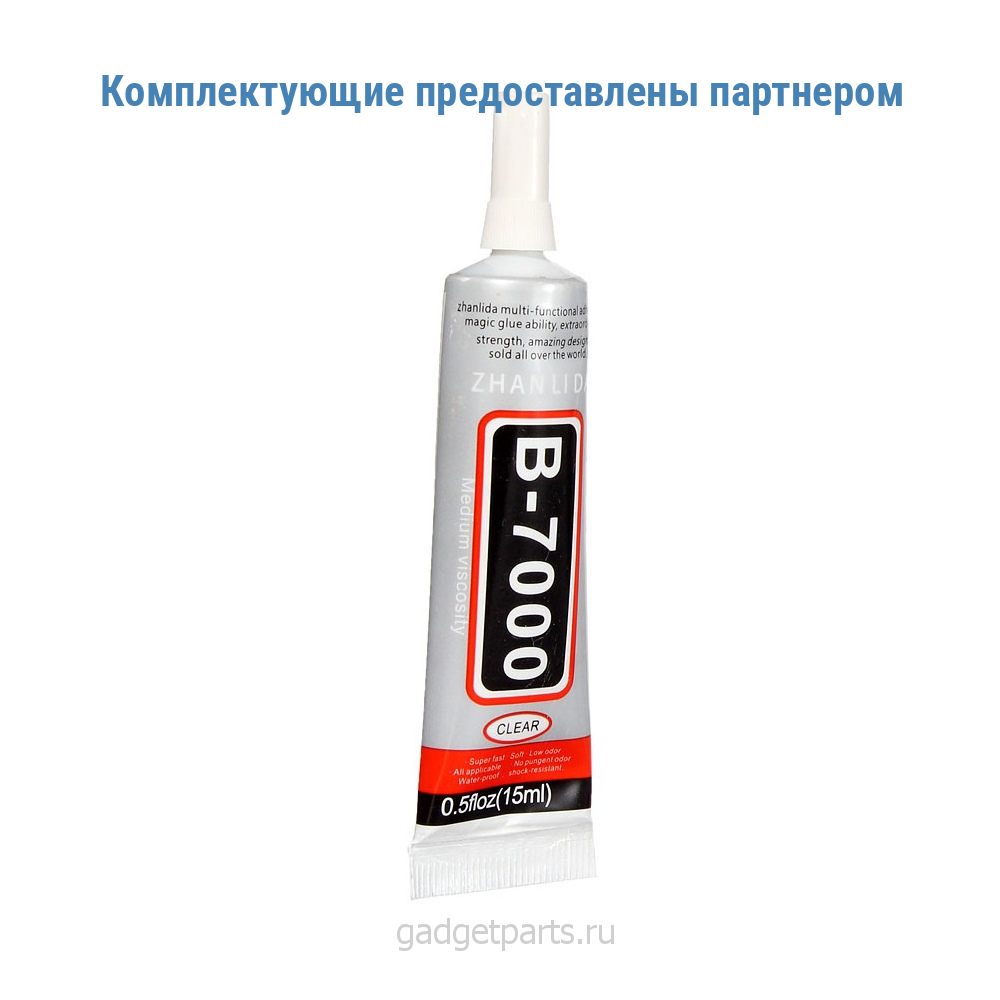 Комплектующие предоставлены партнером
zhanlida multi-functional
magic glue ability,
strength, amazing design
sold all over the world
ZHANLIDA
B-7000
Medium viscosity
CLEAR
Super fast Soft Low odor
All applicable No pungent odor
Water-proof, shock-resistant.
0.5floz(15ml)
gadgetparts.ru